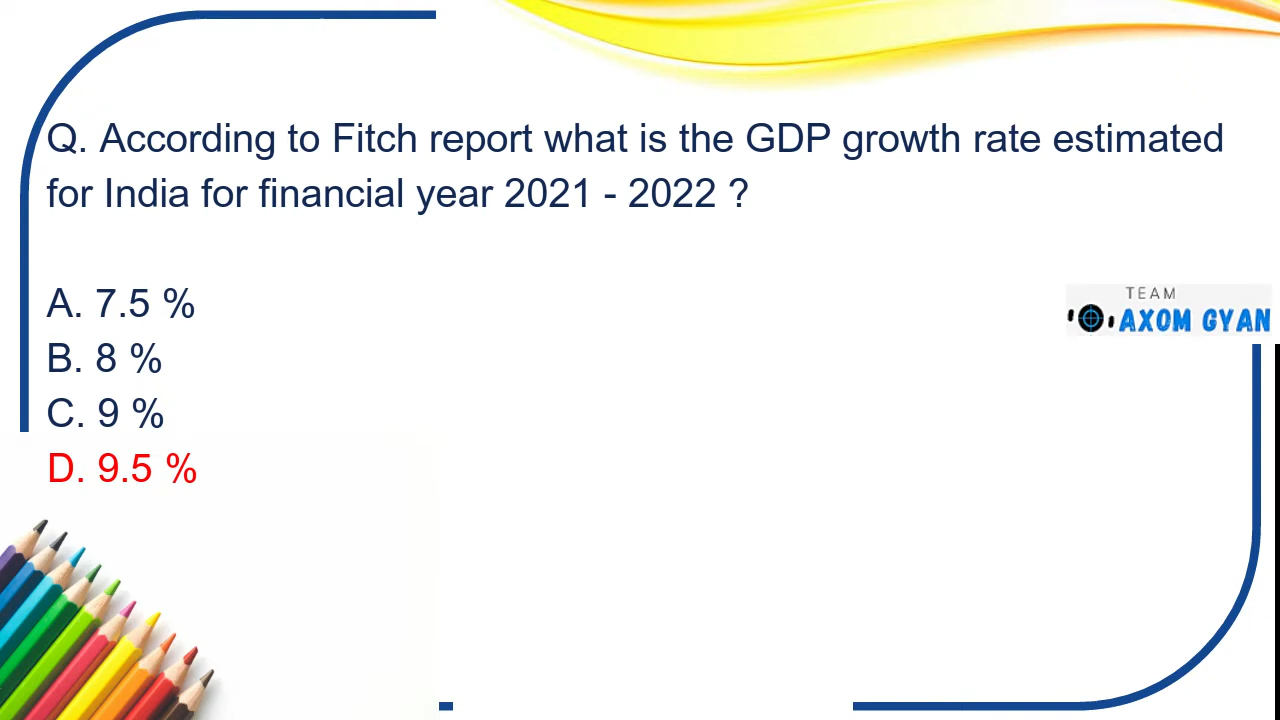 Q. According to Fitch report what is the GDP growth rate estimated
for India for financial year 2021 - 2022 ?
A. 7.5 %
B. 8 %
C. 9 %
D. 9.5 %
TEAM
AXOM GYAN